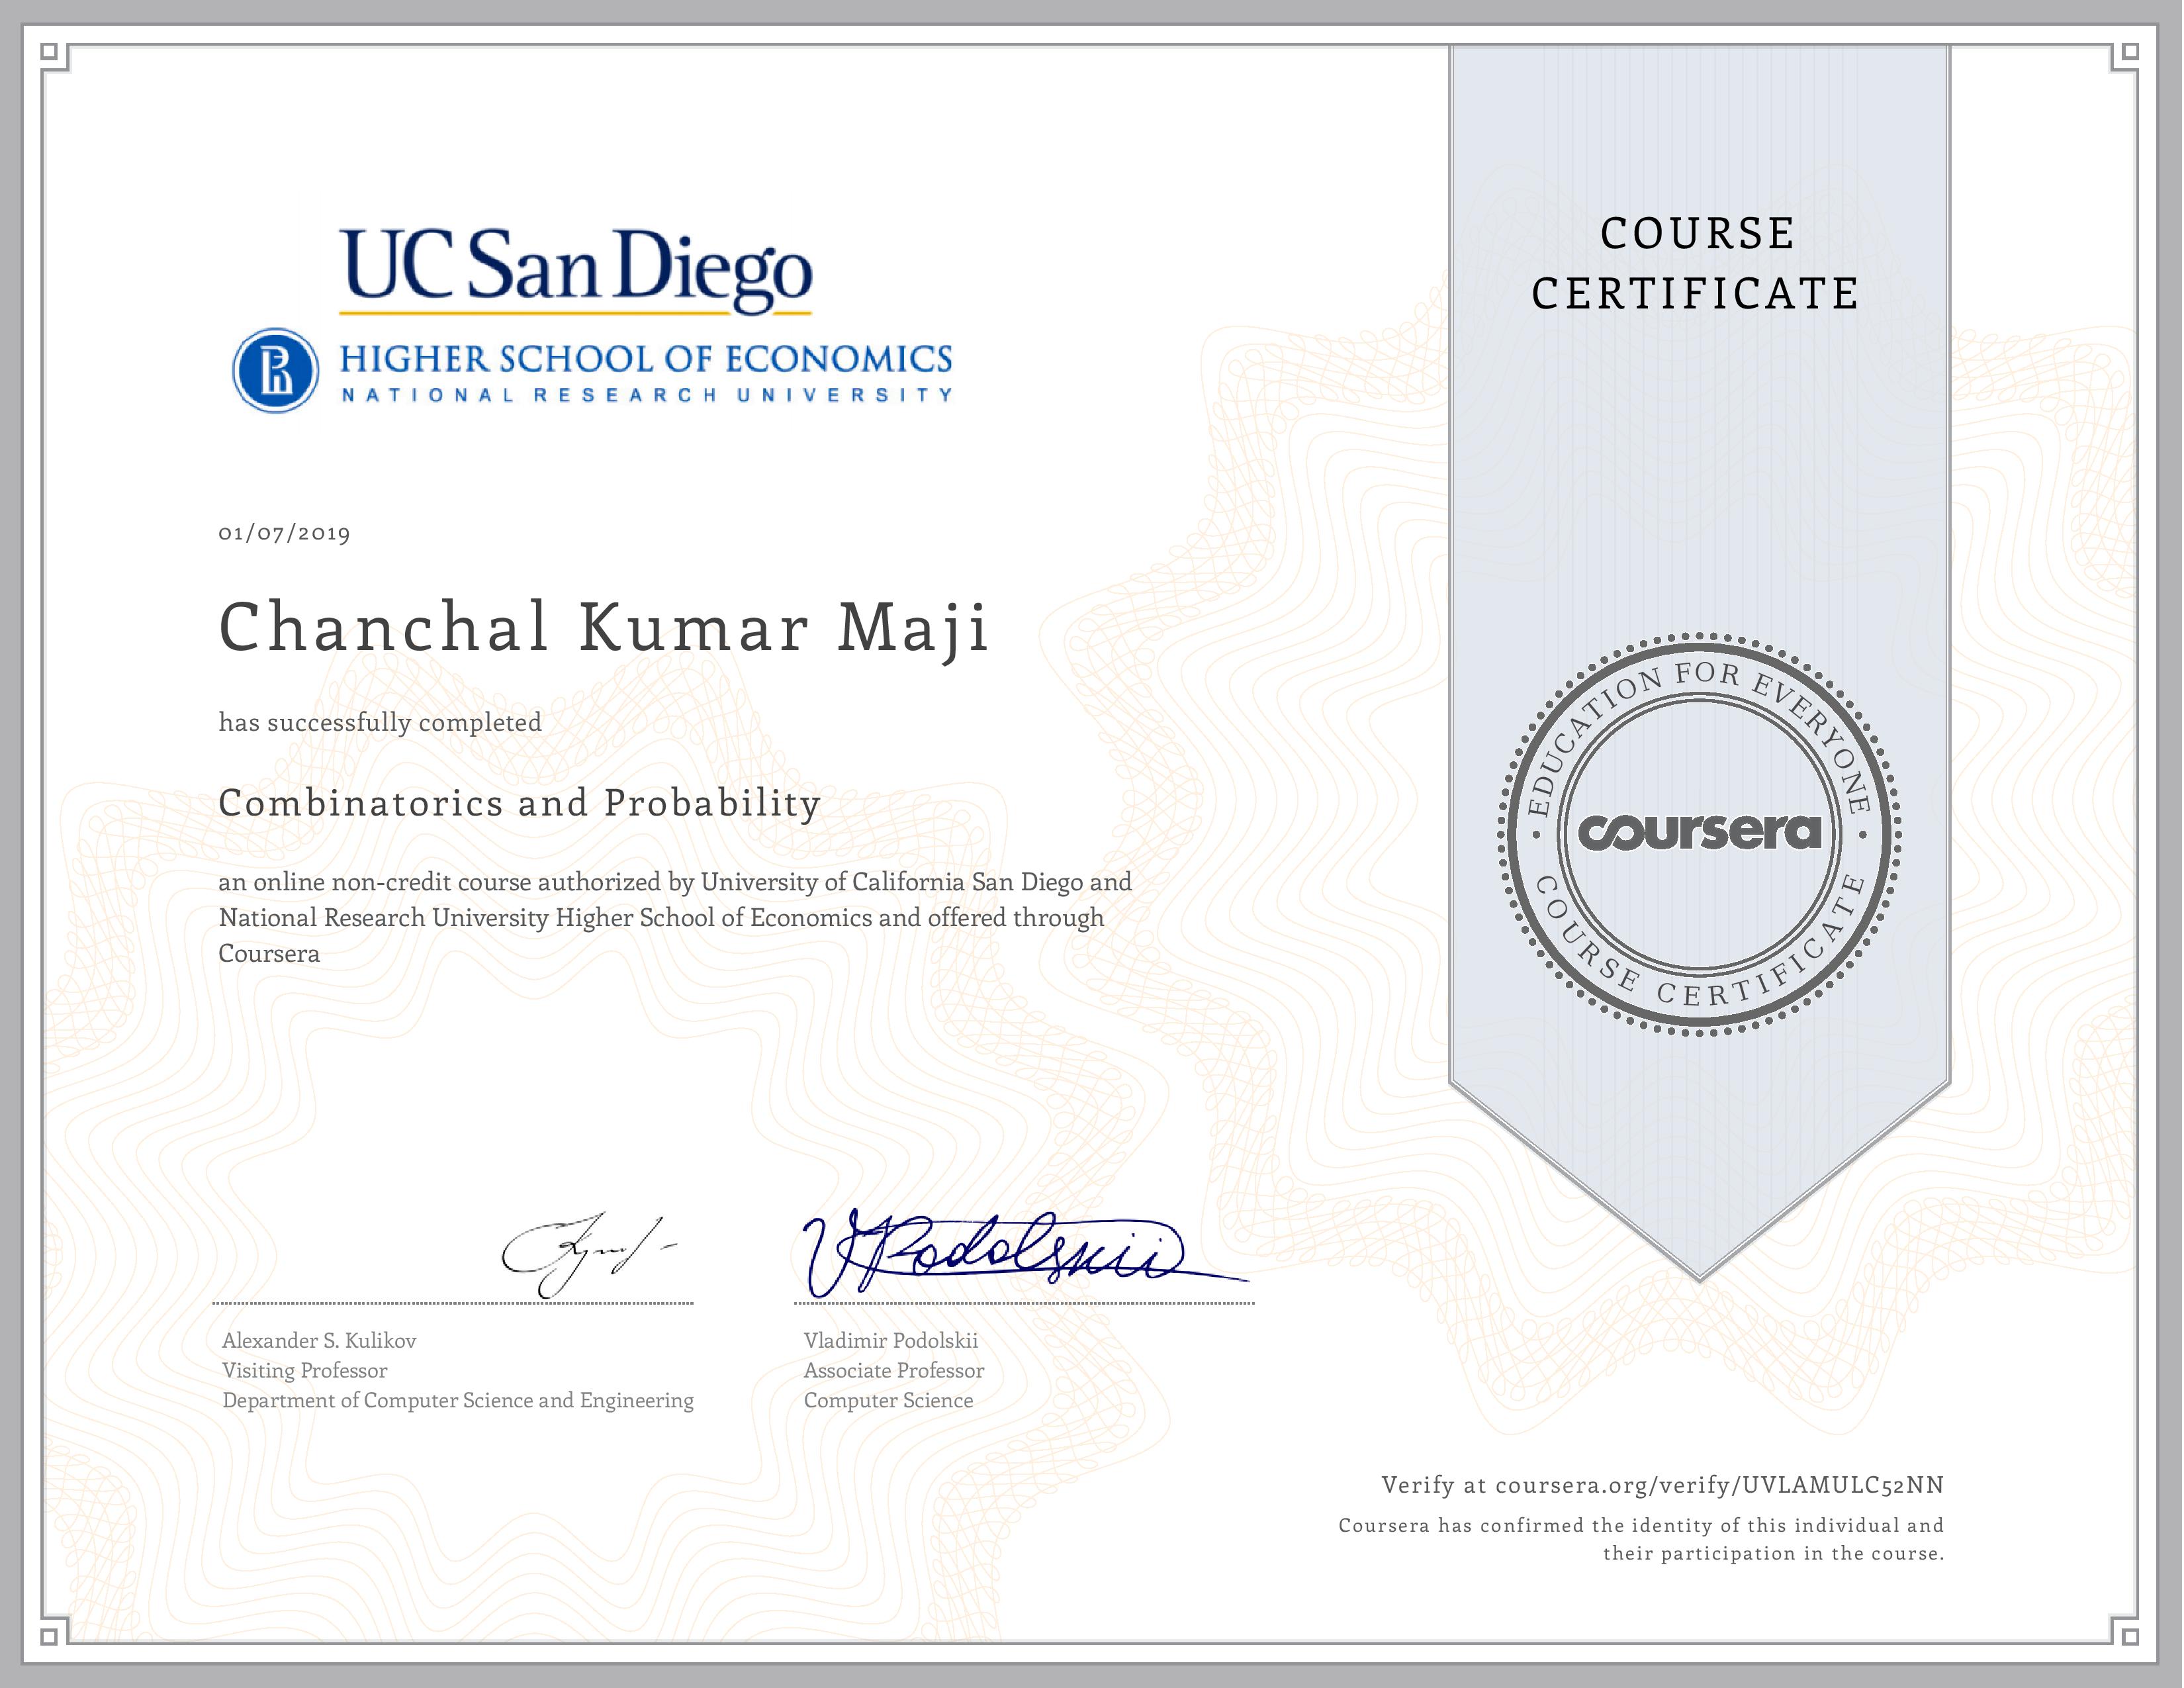 UC San Diego
HIGHER SCHOOL OF ECONOMICS
NATIONAL RESEARCH UNIVERSITY
COURSE
CERTIFICATE
01/07/2019
Chanchal Kumar Maji
has successfully completed
Combinatorics and Probability
an online non-credit course authorized by University of California San Diego and
National Research University Higher School of Economics and offered through
Coursera
EDUCATION FOR EVERYONE
coursera
COURSE CERTIFICATE
V Podolskii
Alexander S. Kulikov
Visiting Professor
Department of Computer Science and Engineering
Vladimir Podolskii
Associate Professor
Computer Science
Verify at coursera.org/verify/UVLAMULC52NN
Coursera has confirmed the identity of this individual and
their participation in the course.